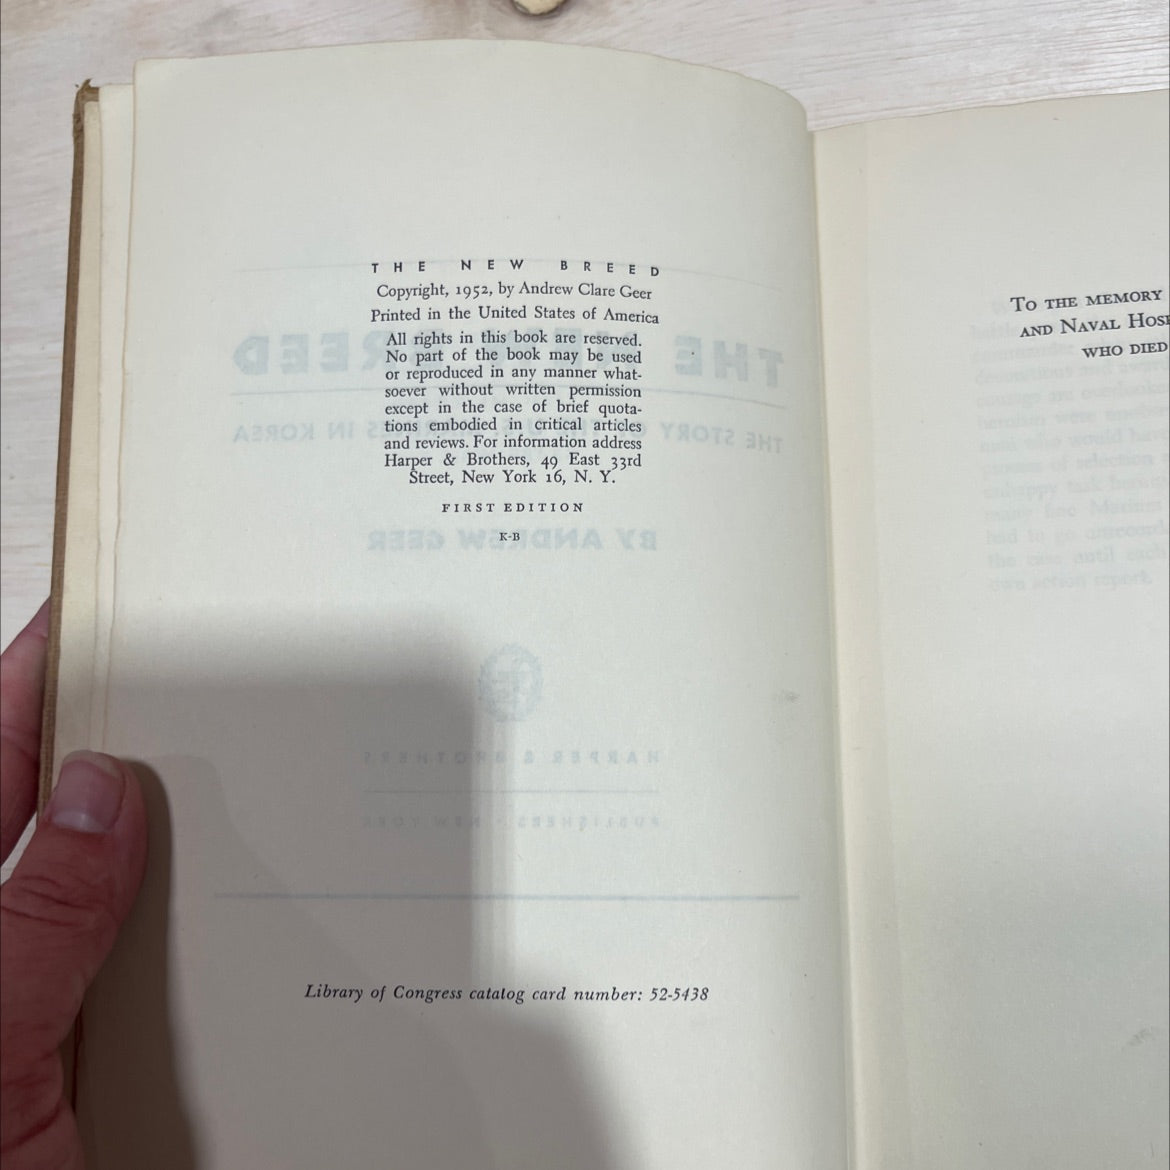 THE NEW BREED
Copyright, 1952, by Andrew Clare Geer
Printed in the United States of America
All rights in this book are reserved.
No part of the book may be used
or reproduced in any manner what-
soever without written permission
except in the case of brief quota-
tions embodied in critical articles
and reviews. For information address
Harper & Brothers, 49 East 33rd
Street, New York 16, N. Y.
FIRST EDITION
K-B
Library of Congress catalog card number: 52-5438
To the memory
and Naval
who died